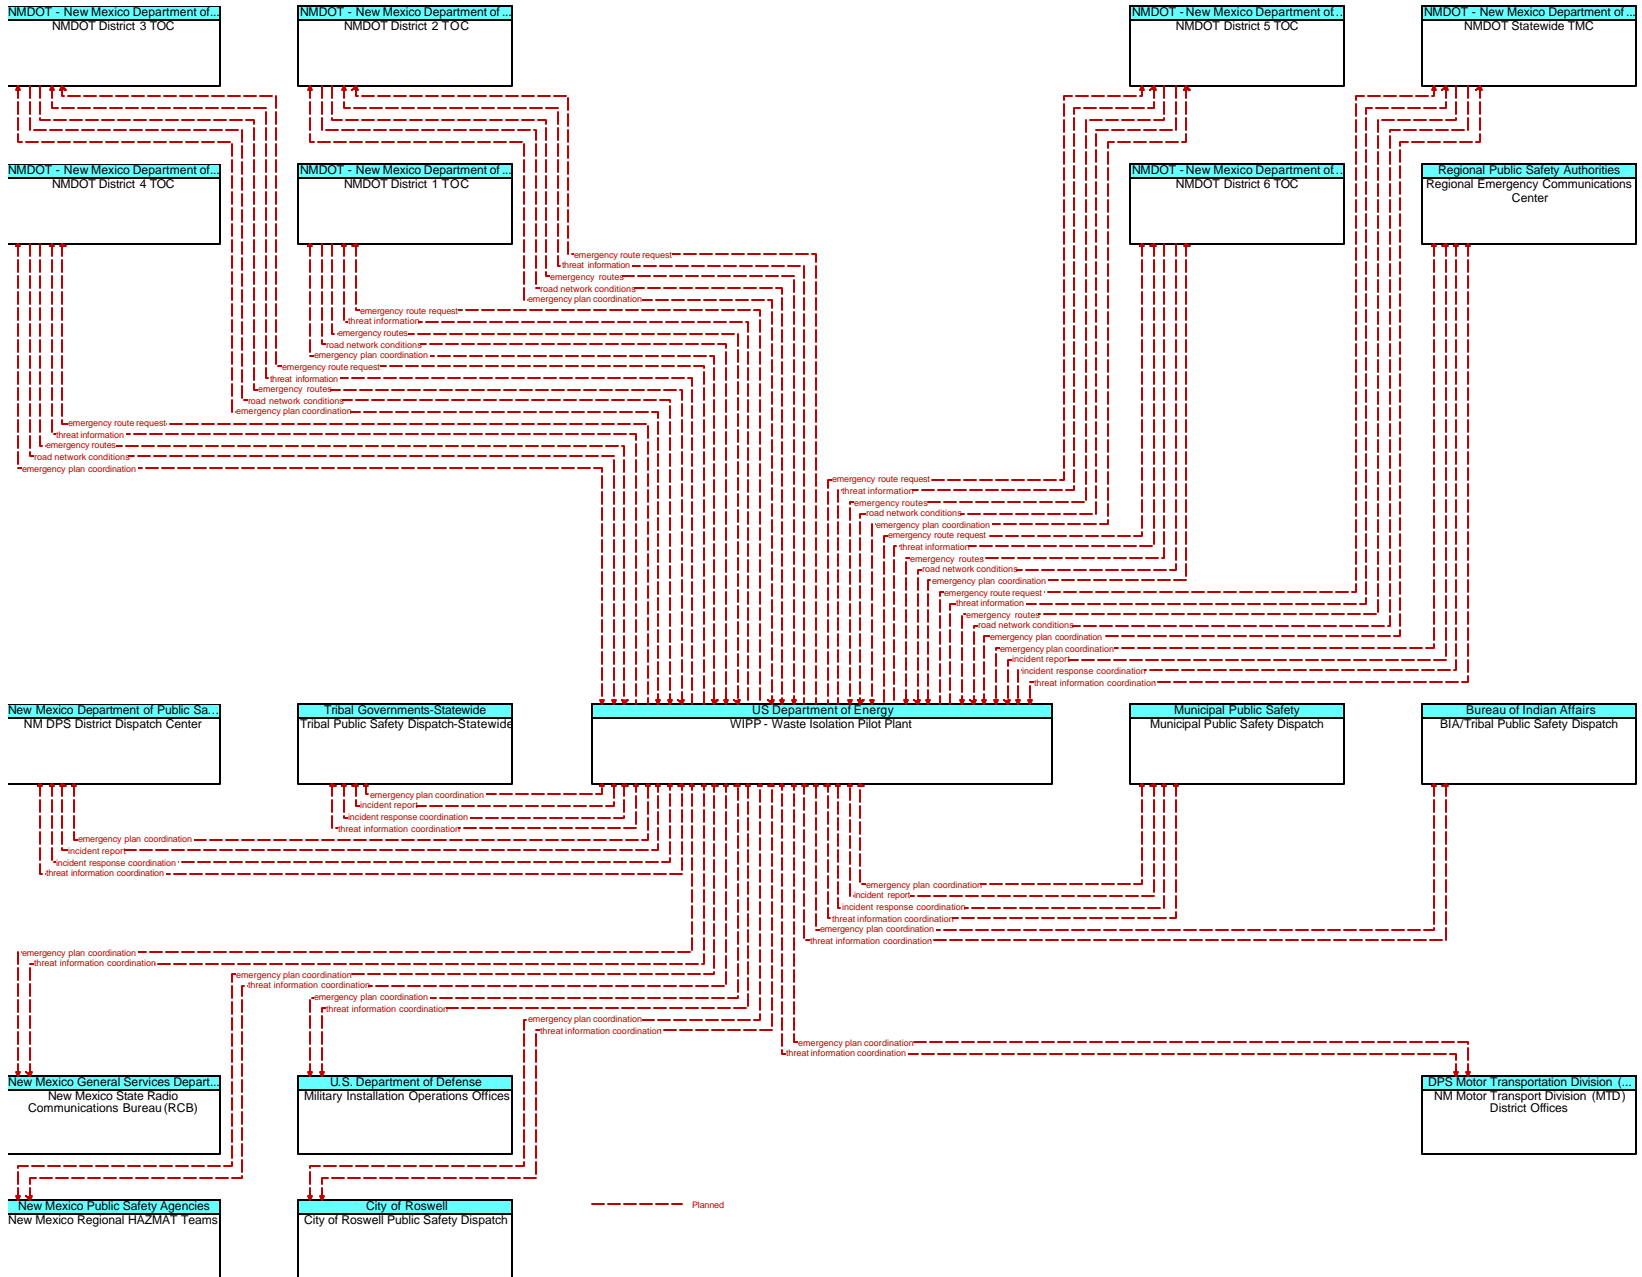 NMDOT - New Mexico Department of...
NMDOT District 3 TOC
NMDOT - New Mexico Department of ...
NMDOT District 2 TOC
NMDOT - New Mexico Department of...
NMDOT District 5 TOC
NMDOT - New Mexico Department of ...
NMDOT Statewide TMC
NMDOT - New Mexico Department of...
NMDOT District 4 TOC
NMDOT - New Mexico Department of ...
NMDOT District 1 TOC
NMDOT - New Mexico Department of...
NMDOT District 6 TOC
Regional Public Safety Authorities
Regional Emergency Communications
Center
emergency route request
threat information
emergency routes
road network conditions
emergency plan coordination
emergency route request
threat information
emergency routes
road network conditions
emergency plan coordination
emergency route request
threat information
emergency routes
road network conditions
emergency plan coordination
emergency route request
threat information
emergency routes
road network conditions
emergency plan coordination
emergency route request
threat information
emergency routes
road network conditions
emergency plan coordination
emergency route request
threat information
emergency routes
road network conditions
emergency plan coordination
emergency route request
threat information
emergency routes
road network conditions
emergency plan coordination
emergency plan coordination
incident report
incident response coordination
threat information coordination
New Mexico Department of Public Sa...
NM DPS District Dispatch Center
Tribal Governments-Statewide
Tribal Public Safety Dispatch-Statewide
US Department of Energy
WIPP - Waste Isolation Pilot Plant
Municipal Public Safety
Municipal Public Safety Dispatch
Bureau of Indian Affairs
BIA/Tribal Public Safety Dispatch
emergency plan coordination
incident report
incident response coordination
threat information coordination
emergency plan coordination
incident report
incident response coordination
threat information coordination
emergency plan coordination
incident report
incident response coordination
threat information coordination
emergency plan coordination
threat information coordination
emergency plan coordination
threat information coordination
emergency plan coordination
threat information coordination
emergency plan coordination
threat information coordination
emergency plan coordination
threat information coordination
emergency plan coordination
threat information coordination
New Mexico General Services Depart...
New Mexico State Radio
Communications Bureau (RCB)
U.S. Department of Defense
Military Installation Operations Offices
DPS Motor Transportation Division (...
NM Motor Transport Division (MTD)
District Offices
New Mexico Public Safety Agencies
New Mexico Regional HAZMAT Teams
City of Roswell
City of Roswell Public Safety Dispatch
Planned